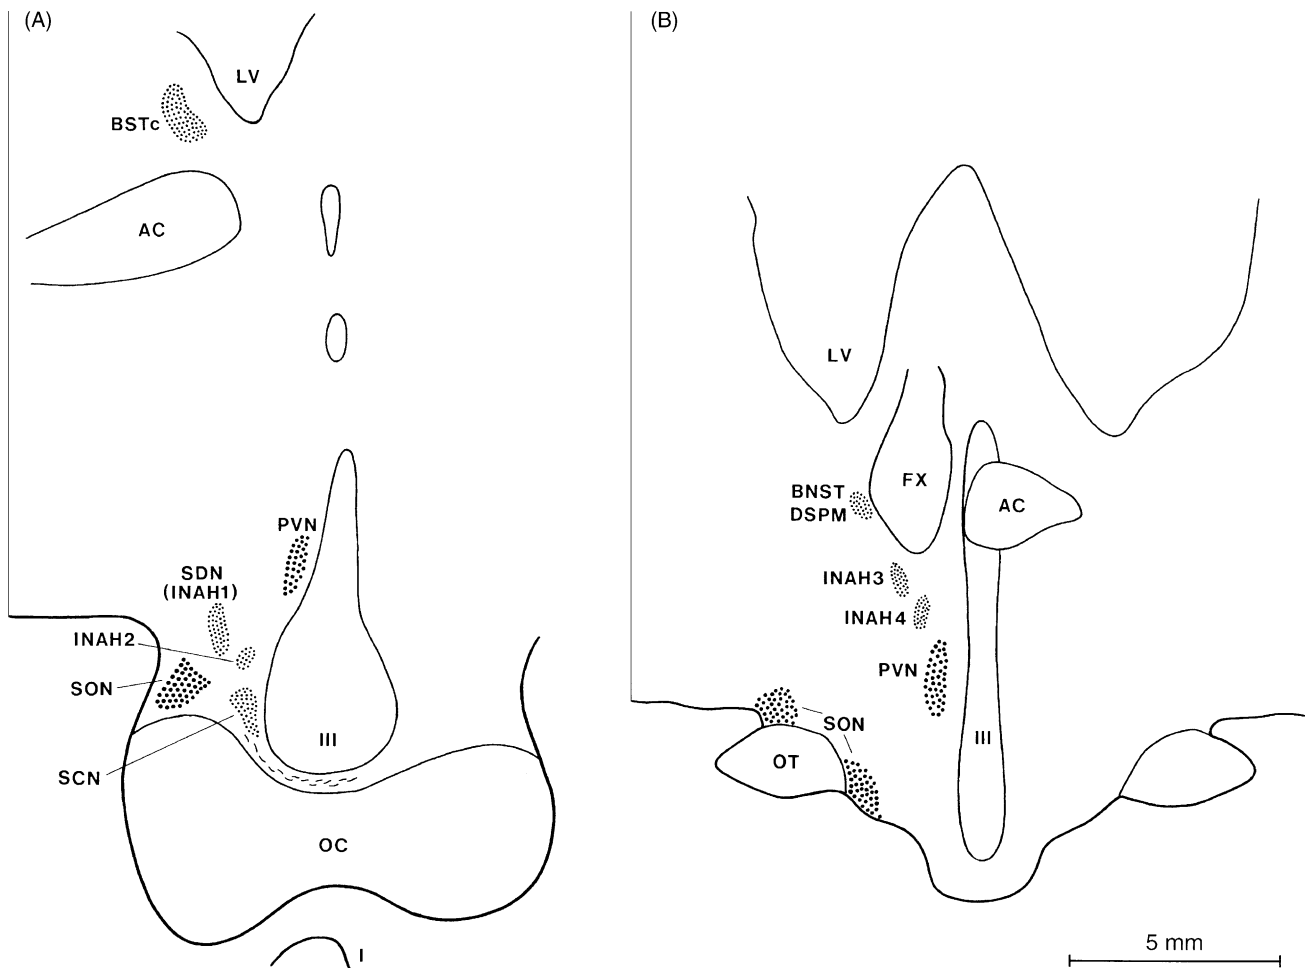 (A)
LV
BSTc
AC
PVN
SDN
(INAH1)
INAH2
SON
SCN
III
OC
I
(B)
LV
FX
BNST
DSPM
AC
INAH3
INAH4
PVN
SON
OT
III
5 mm